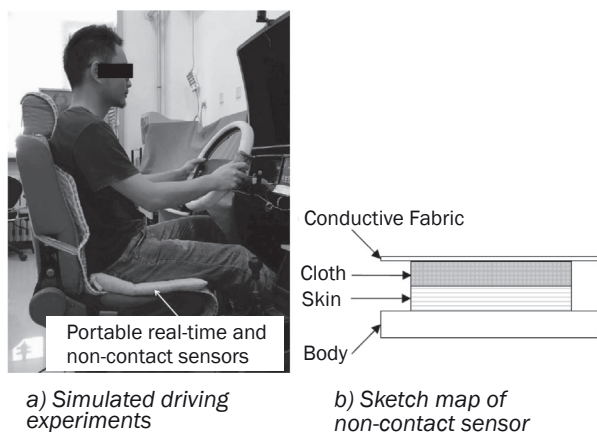 Portable real-time and
non-contact sensors
a) Simulated driving
experiments
Conductive Fabric
Cloth
Skin
Body
b) Sketch map of
non-contact sensor